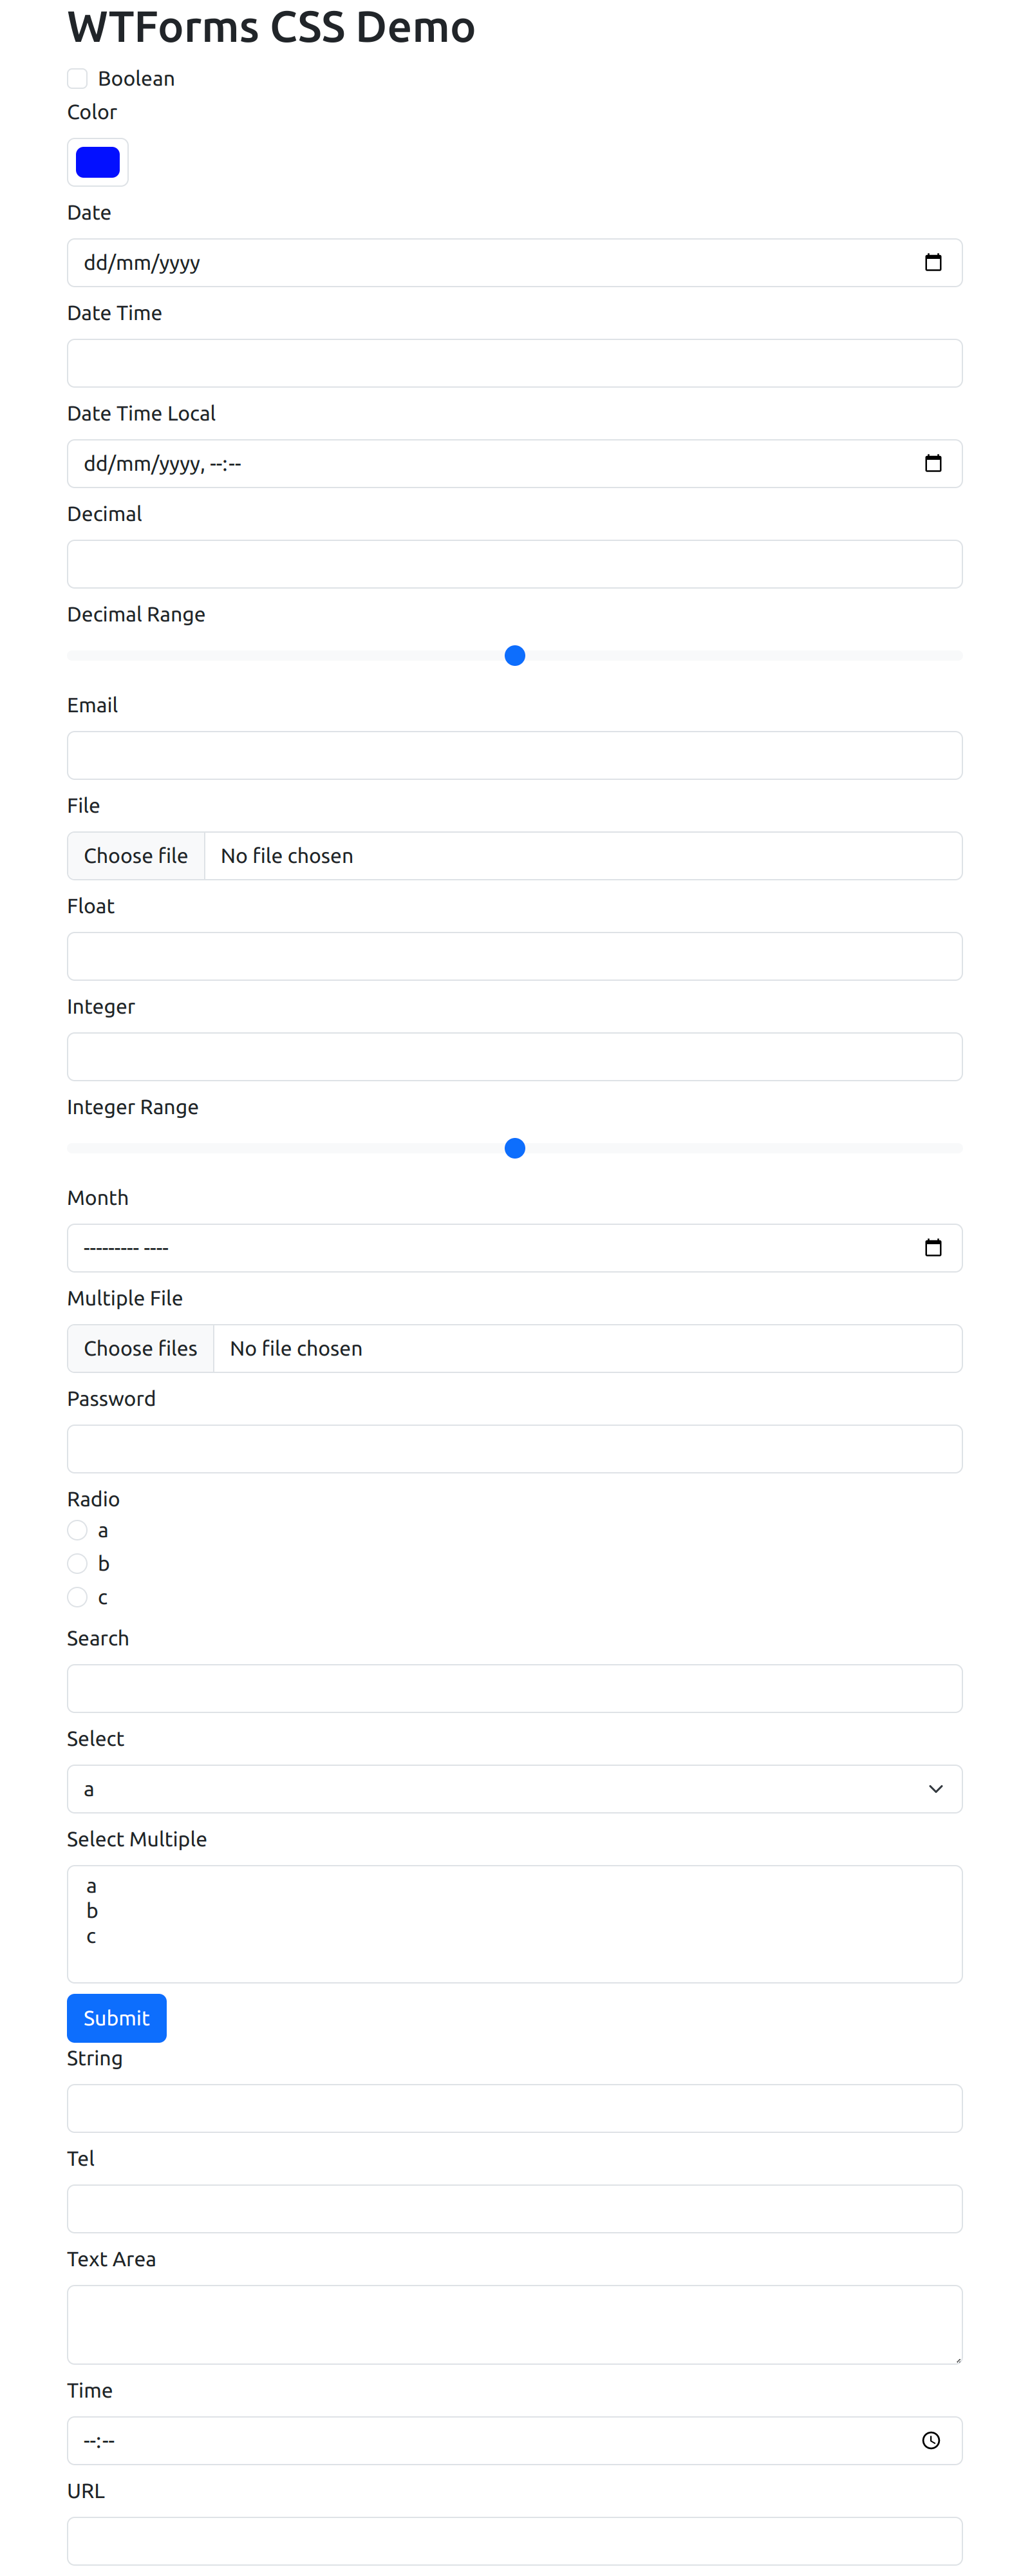 WTForms CSS Demo
Boolean
Color
Date
dd/mm/yyyy
Date Time
Date Time Local
dd/mm/yyyy, --:--
Decimal
Decimal Range
Email
File
Choose file No file chosen
Float
Integer
Integer Range
Month
--------- ----
Multiple File
Choose files No file chosen
Password
Radio
a
b
c
Search
Select
a
Select Multiple
a
b
c
Submit
String
Tel
Text Area
Time
--:--
URL